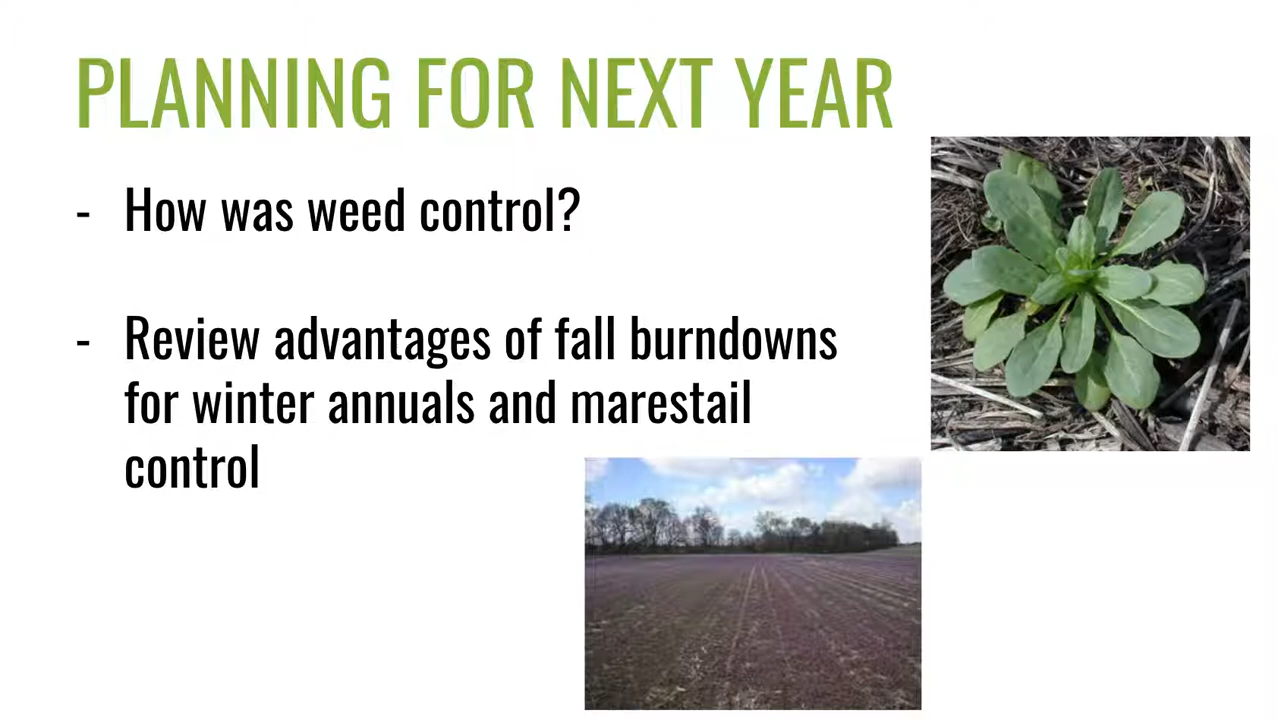 PLANNING FOR NEXT YEAR
- How was weed control?
- Review advantages of fall burndowns
for winter annuals and marestail
control